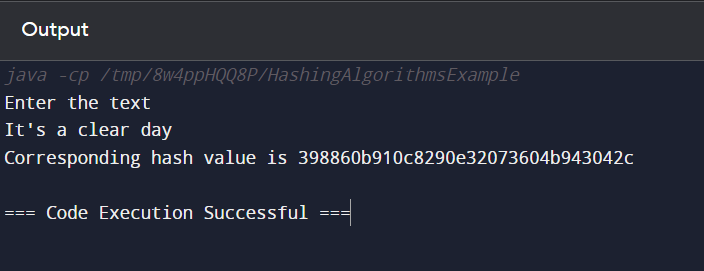 Output
java -cp /tmp/8w4ppHQQ8P/HashingAlgorithmsExample
Enter the text
It's a clear day
Corresponding hash value is 398860b910c8290e32073604b943042c
=== Code Execution Successful ===